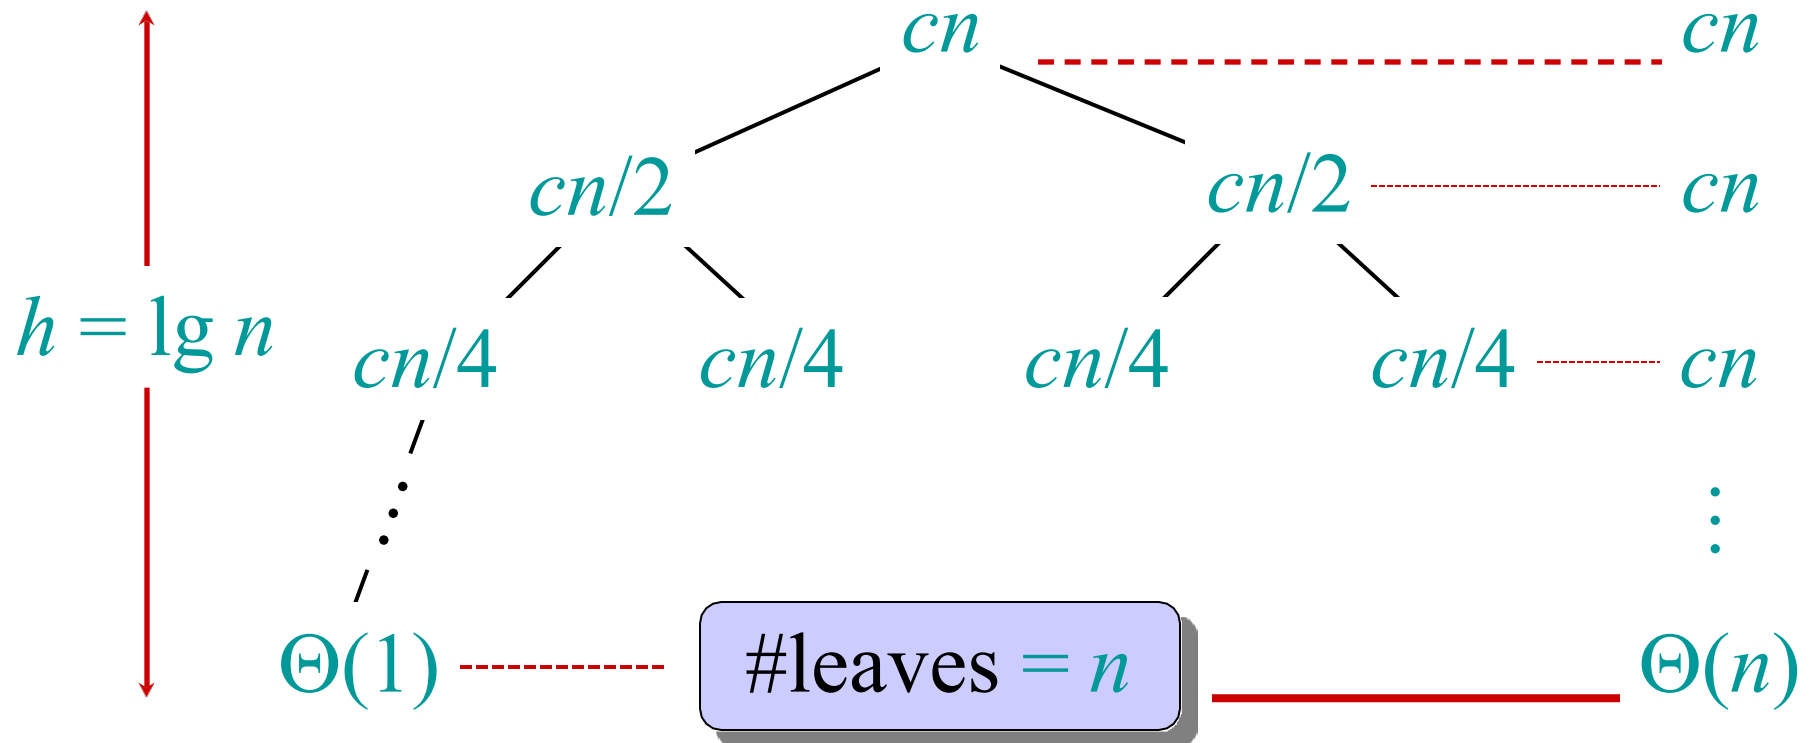 cn cn
cn/2 cn/2 cn
h = lg n
cn/4 cn/4 cn/4 cn/4 cn
⋮
Θ(1) #leaves = n Θ(n)